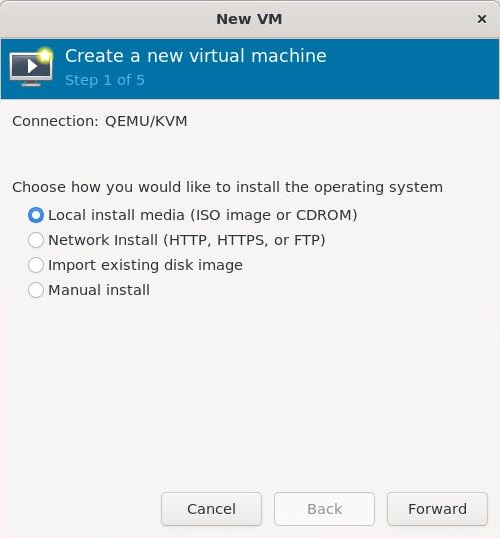 New VM
Create a new virtual machine
Step 1 of 5
Connection: QEMU/KVM
Choose how you would like to install the operating system
Local install media (ISO image or CDROM)
Network Install (HTTP, HTTPS, or FTP)
Import existing disk image
Manual install
Cancel Back Forward